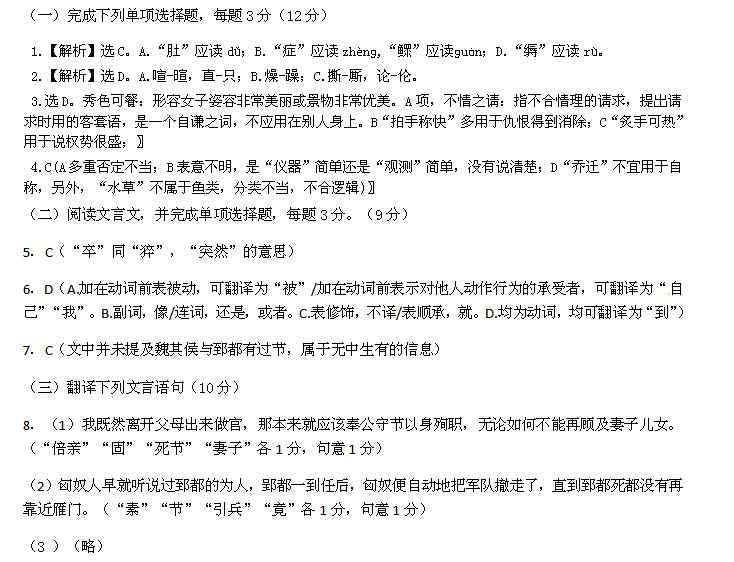 （一）完成下列单项选择题，每题3分（12分）
1.【解析】选C。A.“肚”应读dǔ；B.“症”应读zhèng，“鳏”应读guān；D.“缛”应读rù。
2.【解析】选D。A.喧-暄，直-只；B.燥-躁；C.撕-厮，论-伦。
3.选D。秀色可餐：形容女子姿容非常美丽或景物非常优美。A项，不情之请：指不合情理的请求，提出请
求时用的客套语，是一个自谦之词，不应用在别人身上。B“拍手称快”多用于仇恨得到消除；C“炙手可热”
用于说权势很盛；〗
4.C(A多重否定不当；B表意不明，是“仪器”简单还是“观测”简单，没有说清楚；D“乔迁”不宜用于自
称，另外，“水草”不属于鱼类，分类不当，不合逻辑)〗
（二）阅读文言文，并完成单项选择题，每题3分。（9分）
5. C（“卒”同“猝”，“突然”的意思）
6. D（A.加在动词前表被动，可翻译为“被”/加在动词前表示对他人动作行为的承受者，可翻译为“自
己”“我”。B.副词，像/连词，还是，或者。C.表修饰，不译/表顺承，就。D.均为动词，均可翻译为“到”）
7. C（文中并未提及魏其侯与郅都有过节，属于无中生有的信息）
（三）翻译下列文言语句（10分）
8. （1）我既然离开父母出来做官，那本来就应该奉公守节以身殉职，无论如何不能再顾及妻子儿女。
（“倍亲”“固”“死节”“妻子”各1分，句意1分）
（2）匈奴人早就听说过郅都的为人，郢都一到任后，匈奴便自动地把军队撤走了，直到郅都死都没有再
靠近雁门。（“素”“节”“引兵”“竟”各1分，句意1分）
（3 ）（略）